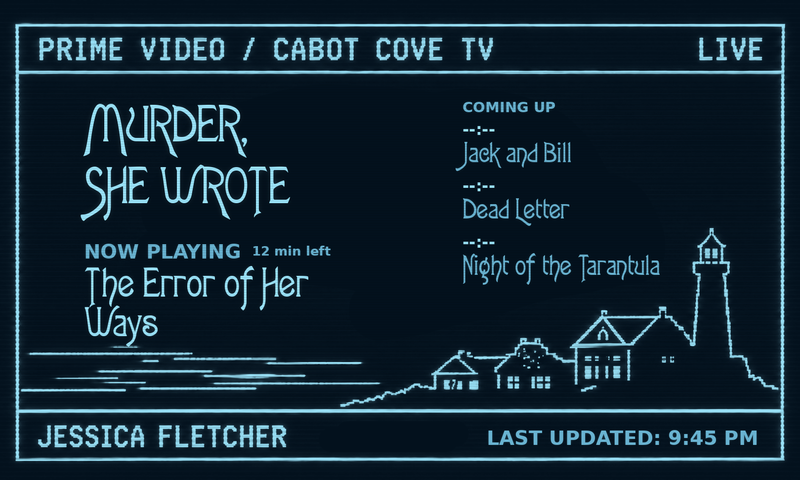 PRIME VIDEO / CABOT COVE TV
LIVE
MURDER,
SHE WROTE
NOW PLAYING 12 min left
The Error of Her
Ways
COMING UP
--:--
Jack and Bill
--:--
Dead Letter
--:--
Night of the Tarantula
JESSICA FLETCHER
LAST UPDATED: 9:45 PM